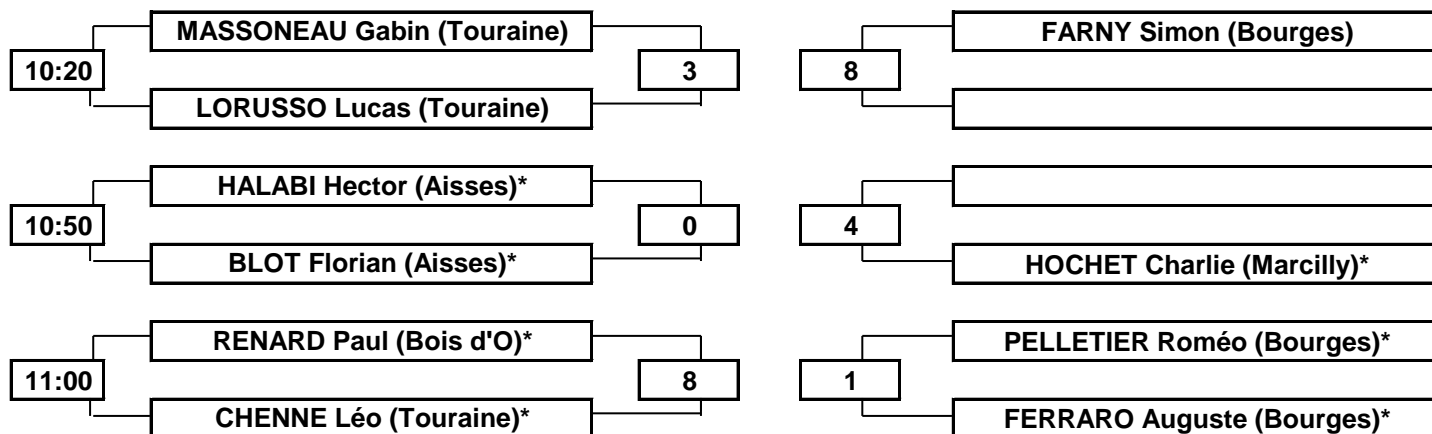 MASSONEAU Gabin (Touraine) FARNY Simon (Bourges)
10:20 3 8
LORUSSO Lucas (Touraine)
HALABI Hector (Aisses)*
10:50 0 4
BLOT Florian (Aisses)* HOCHET Charlie (Marcilly)*
RENARD Paul (Bois d'O)* PELLETIER Roméo (Bourges)*
11:00 8 1
CHENNE Léo (Touraine)* FERRARO Auguste (Bourges)*